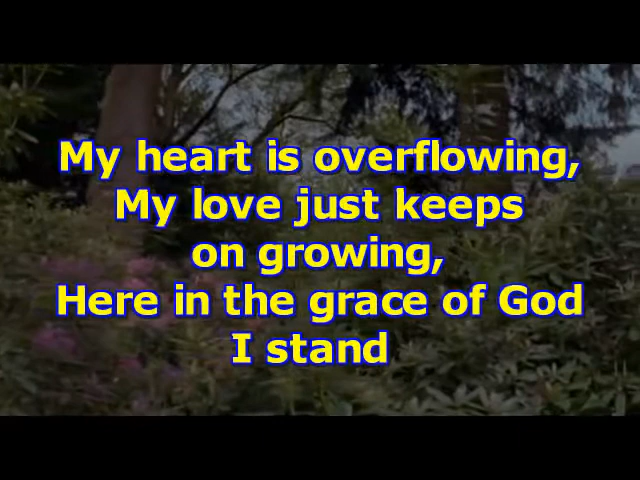 My heart is overflowing,
My love just keeps
on growing,
Here in the grace of God
I stand